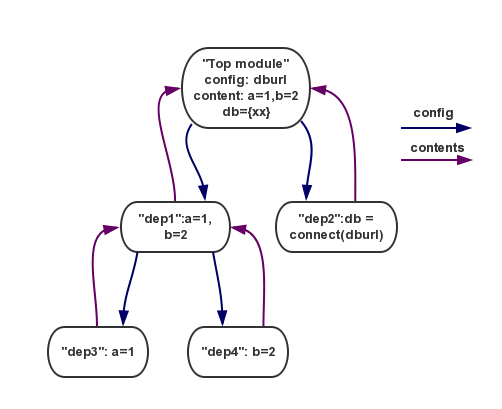 "Top module"
config: dburl
content: a=1,b=2
db={xx}
config
contents
"dep1":a=1,
b=2
"dep2":db =
connect(dburl)
"dep3": a=1
"dep4": b=2